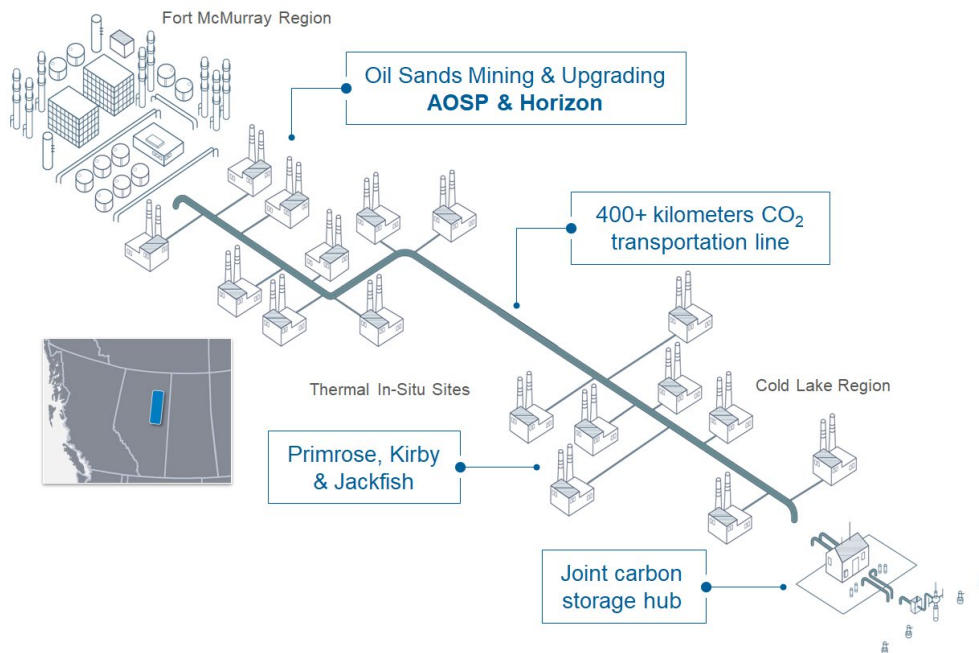 Fort McMurray Region
Oil Sands Mining & Upgrading
AOSP & Horizon
400+ kilometers CO₂
transportation line
Thermal In-Situ Sites
Cold Lake Region
Primrose, Kirby
& Jackfish
Joint carbon
storage hub